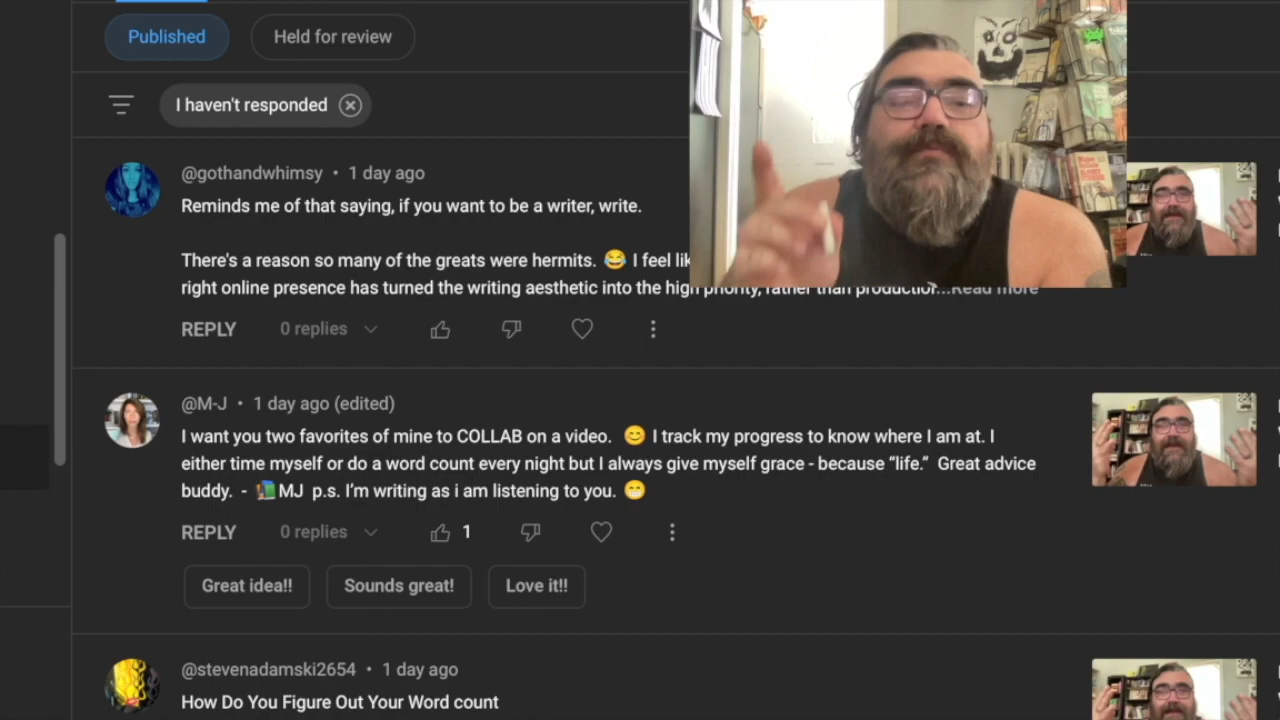 Published
Held for review
I haven't responded
@gothandwhimsy • 1 day ago
Reminds me of that saying, if you want to be a writer, write.
There's a reason so many of the greats were hermits. 😂 I feel lik
right online presence has turned the writing aesthetic into the high priority, rather than production...Read more
REPLY 0 replies
@M-J • 1 day ago (edited)
I want you two favorites of mine to COLLAB on a video. 😊 I track my progress to know where I am at. I
either time myself or do a word count every night but I always give myself grace - because “life.” Great advice
buddy. - 📚MJ p.s. I’m writing as i am listening to you. 😁
REPLY 0 replies 1
Great idea!! Sounds great! Love it!!
@stevenadamski2654 • 1 day ago
How Do You Figure Out Your Word count